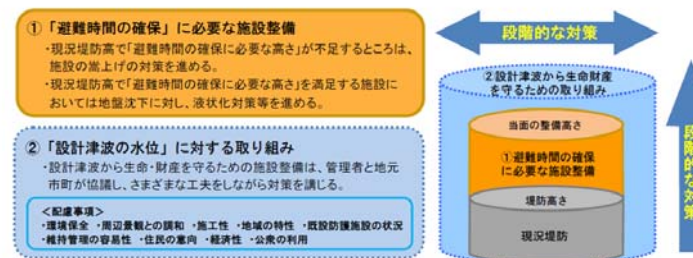 ①「避難時間の確保」に必要な施設整備
・現況堤防高で「避難時間の確保に必要な高さ」が不足するところは、
施設の嵩上げの対策を進める。
・現況堤防高で「避難時間の確保に必要な高さ」を満足する施設に
おいては地盤沈下に対し、液状化対策等を進める。
②「設計津波の水位」に対する取り組み
・設計津波から生命・財産を守るための施設整備は、管理者と地元
市町が協議し、さまざまな工夫をしながら対策を講じる。
<配慮事項>
・環境保全 ・周辺景観との調和 ・施工性 ・地域の特性 ・既設防護施設の状況
・維持管理の容易性 ・住民の意向 ・経済性 ・公衆の利用
段階的な対策
②設計津波から生命財産
を守るための取り組み
当面の整備高さ
①避難時間の確保
に必要な施設整備
堤防高さ
現況堤防
段階的な対策